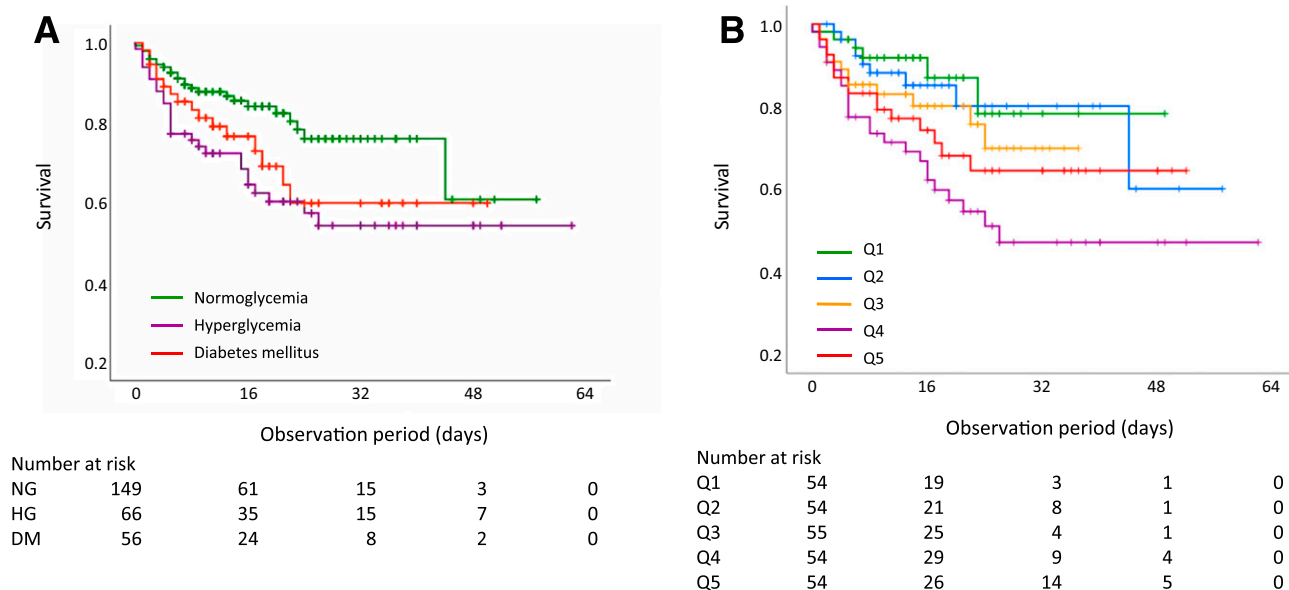 A
1.0
0.8
0.6
0.4
0.2
Survival
Normoglycemia
Hyperglycemia
Diabetes mellitus
0 16 32 48 64
Observation period (days)
Number at risk
NG 149 61 15 3 0
HG 66 35 15 7 0
DM 56 24 8 2 0
B
1.0
0.8
0.6
0.4
0.2
Survival
Q1
Q2
Q3
Q4
Q5
0 16 32 48 64
Observation period (days)
Number at risk
Q1 54 19 3 1 0
Q2 54 21 8 1 0
Q3 55 25 4 1 0
Q4 54 29 9 4 0
Q5 54 26 14 5 0